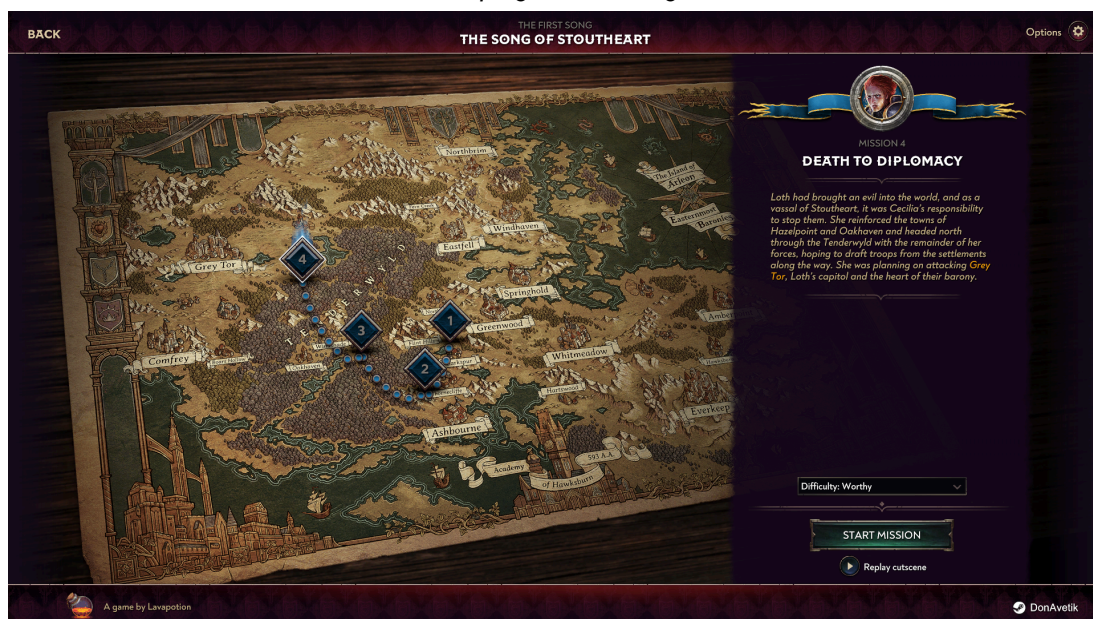 BACK
THE FIRST SONG
THE SONG OF STOUTHEART
Options
Northbrim
The Island of
Arleon
Easternmost
Baronies
Windhaven
Eastfell
Grey Tor
TENDERWYLD
4
Springhold
3
1
Greenwood
Comfrey
Boars Hollow
Oakhaven
2
Whitmeadow
Hurtswood
Everkeep
Ashbourne
Academy
of Hawksburn
593 A.A.
MISSION 4
DEATH TO DIPLOMACY
Loth had brought an evil into the world, and as a
vassal of Stoutheart, it was Cecilia's responsibility
to stop them. She reinforced the towns of
Hazelpoint and Oakhaven and headed north
through the Tenderwyld with the remainder of her
forces, hoping to draft troops from the settlements
along the way. She was planning on attacking Grey
Tor, Loth's capitol and the heart of their barony.
Difficulty: Worthy
START MISSION
Replay cutscene
A game by Lavapotion
DonAvetik